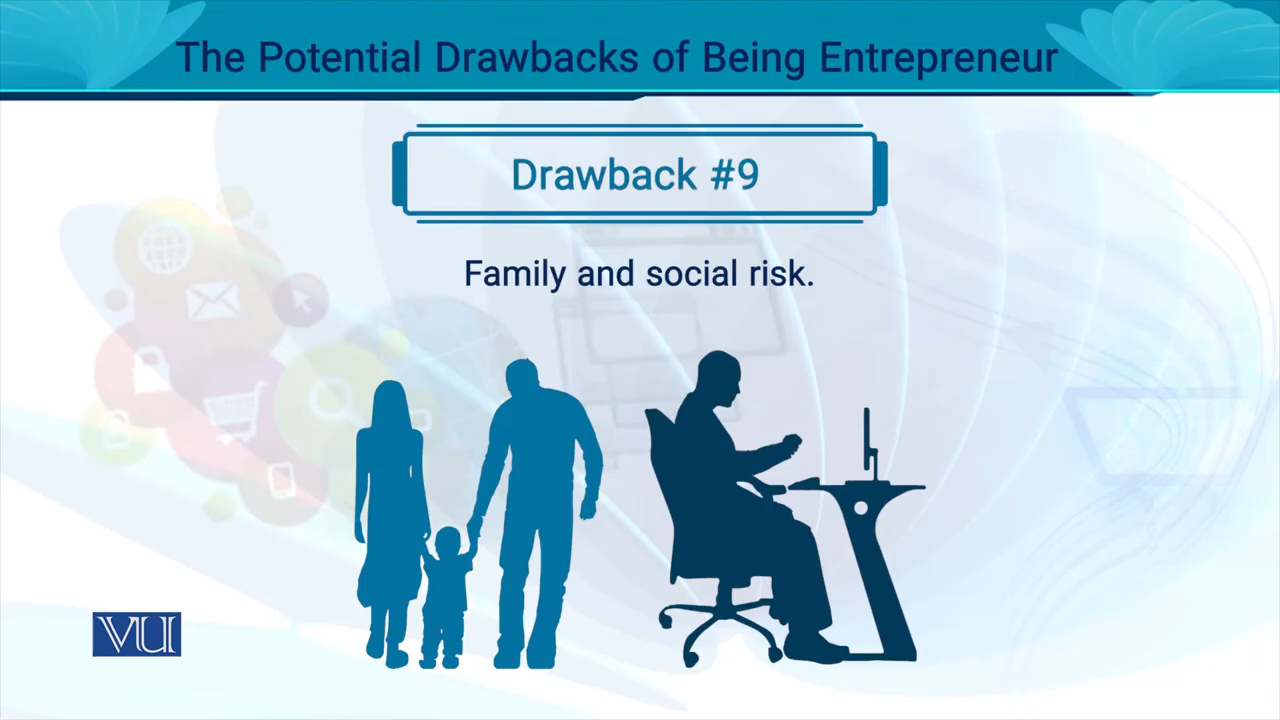 The Potential Drawbacks of Being Entrepreneur
Drawback #9
Family and social risk.
VU